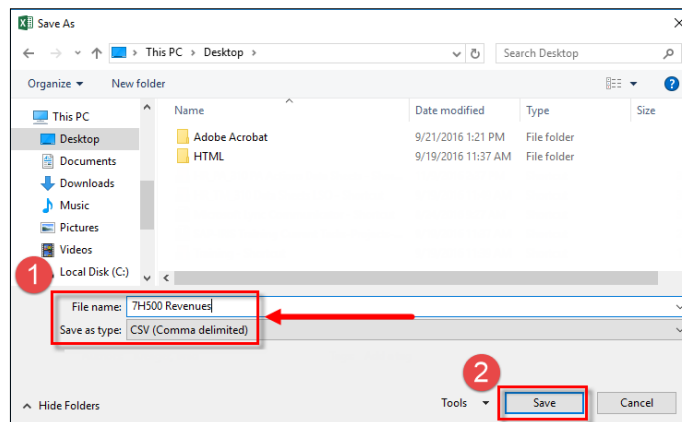 Save As
This PC > Desktop >
Search Desktop
Organize
New folder
This PC
Desktop
Documents
Downloads
Music
Pictures
Videos
Local Disk (C:)
Name
Date modified
Type
Size
Adobe Acrobat
9/21/2016 1:21 PM
File folder
HTML
9/19/2016 11:37 AM
File folder
1
File name: 7H500 Revenues
Save as type: CSV (Comma delimited)
2
Hide Folders
Tools
Save
Cancel